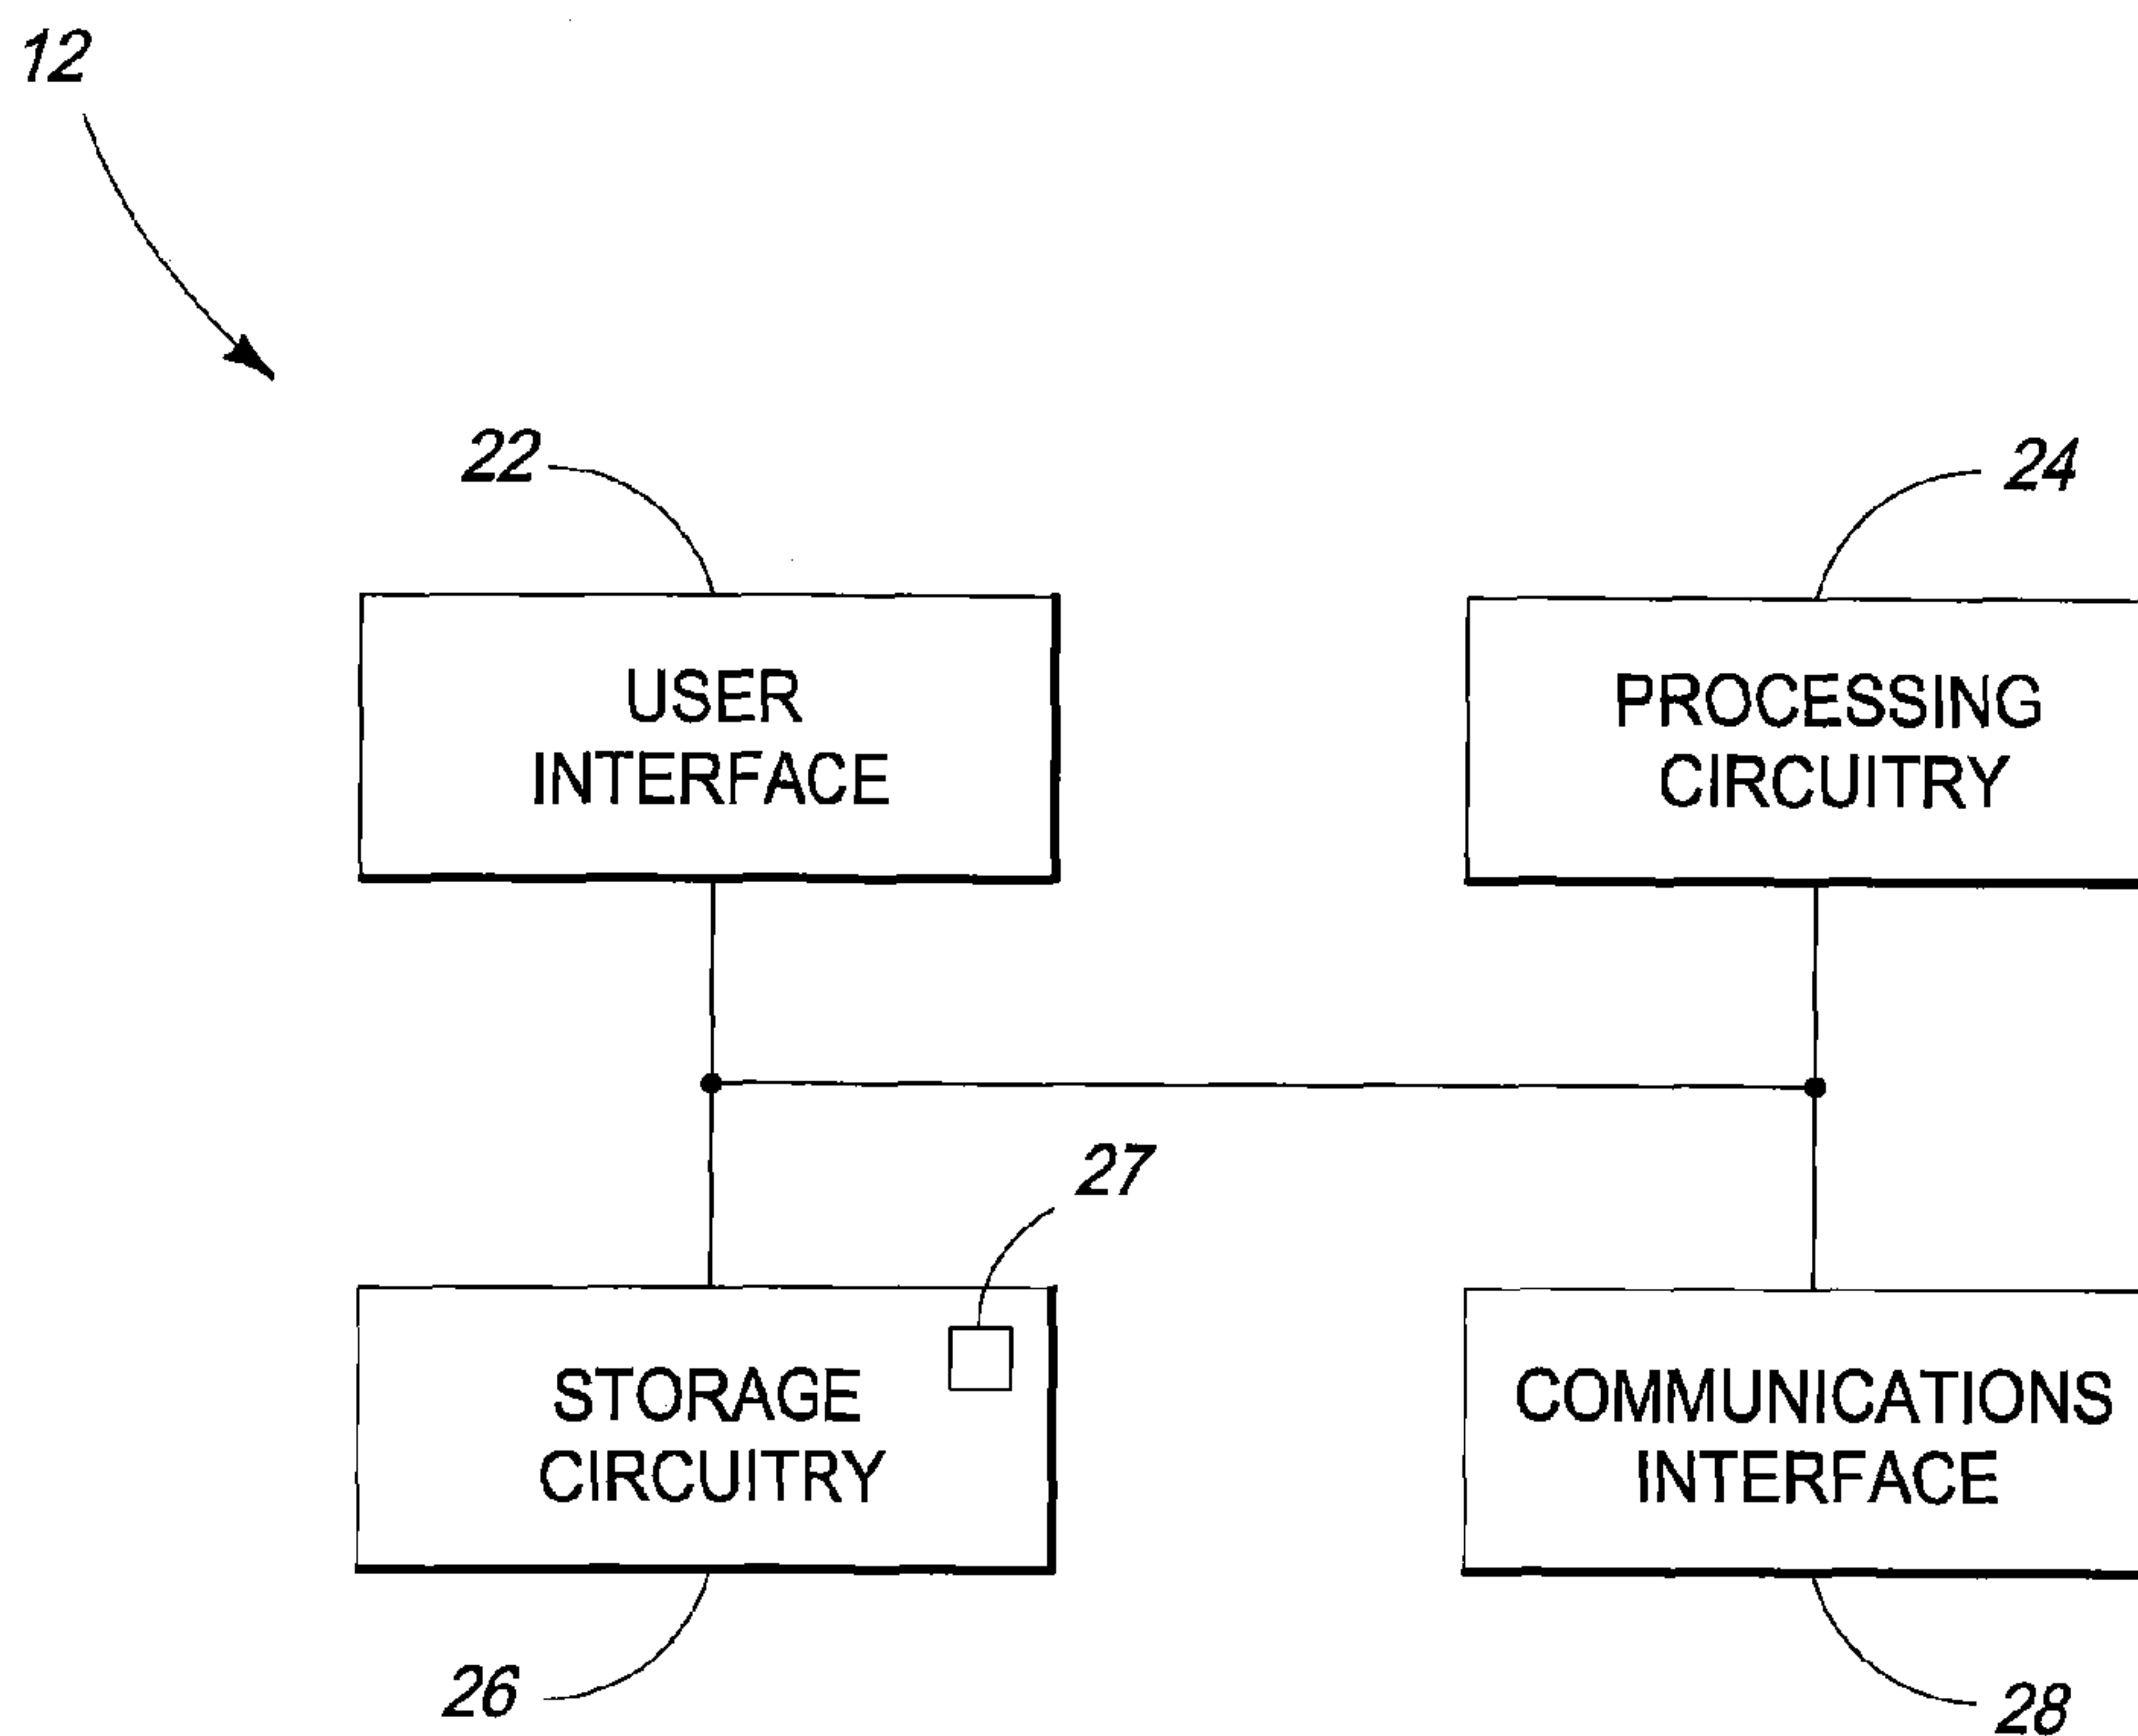 12
22
24
USER
INTERFACE
PROCESSING
CIRCUITRY
27
STORAGE
CIRCUITRY
COMMUNICATIONS
INTERFACE
26
28